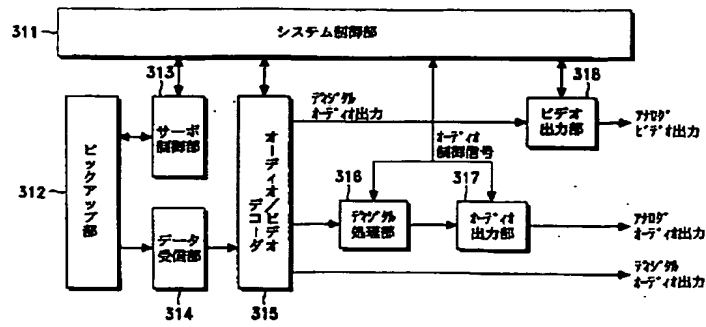 311
システム制御部
313
318
サーボ
制御部
デジタル
オーディオ出力
ビデオ
出力部
アナログ
ビデオ出力
312
ピックアップ部
オーディオ/ビデオ
デコーダ
オーディオ
制御信号
316
317
デジタル
処理部
オーディオ
出力部
アナログ
オーディオ出力
データ
受信部
デジタル
オーディオ出力
314
315